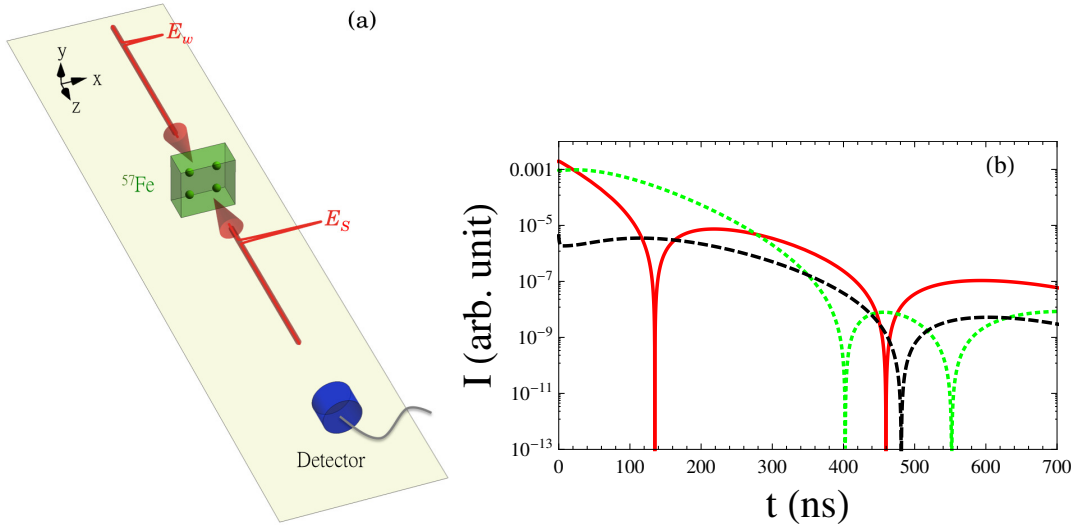 (a)
E_w
y
x
z
⁵⁷Fe
E_S
Detector
(b)
I (arb. unit)
0.001
10⁻⁵
10⁻⁷
10⁻⁹
10⁻¹¹
10⁻¹³
0 100 200 300 400 500 600 700
t (ns)